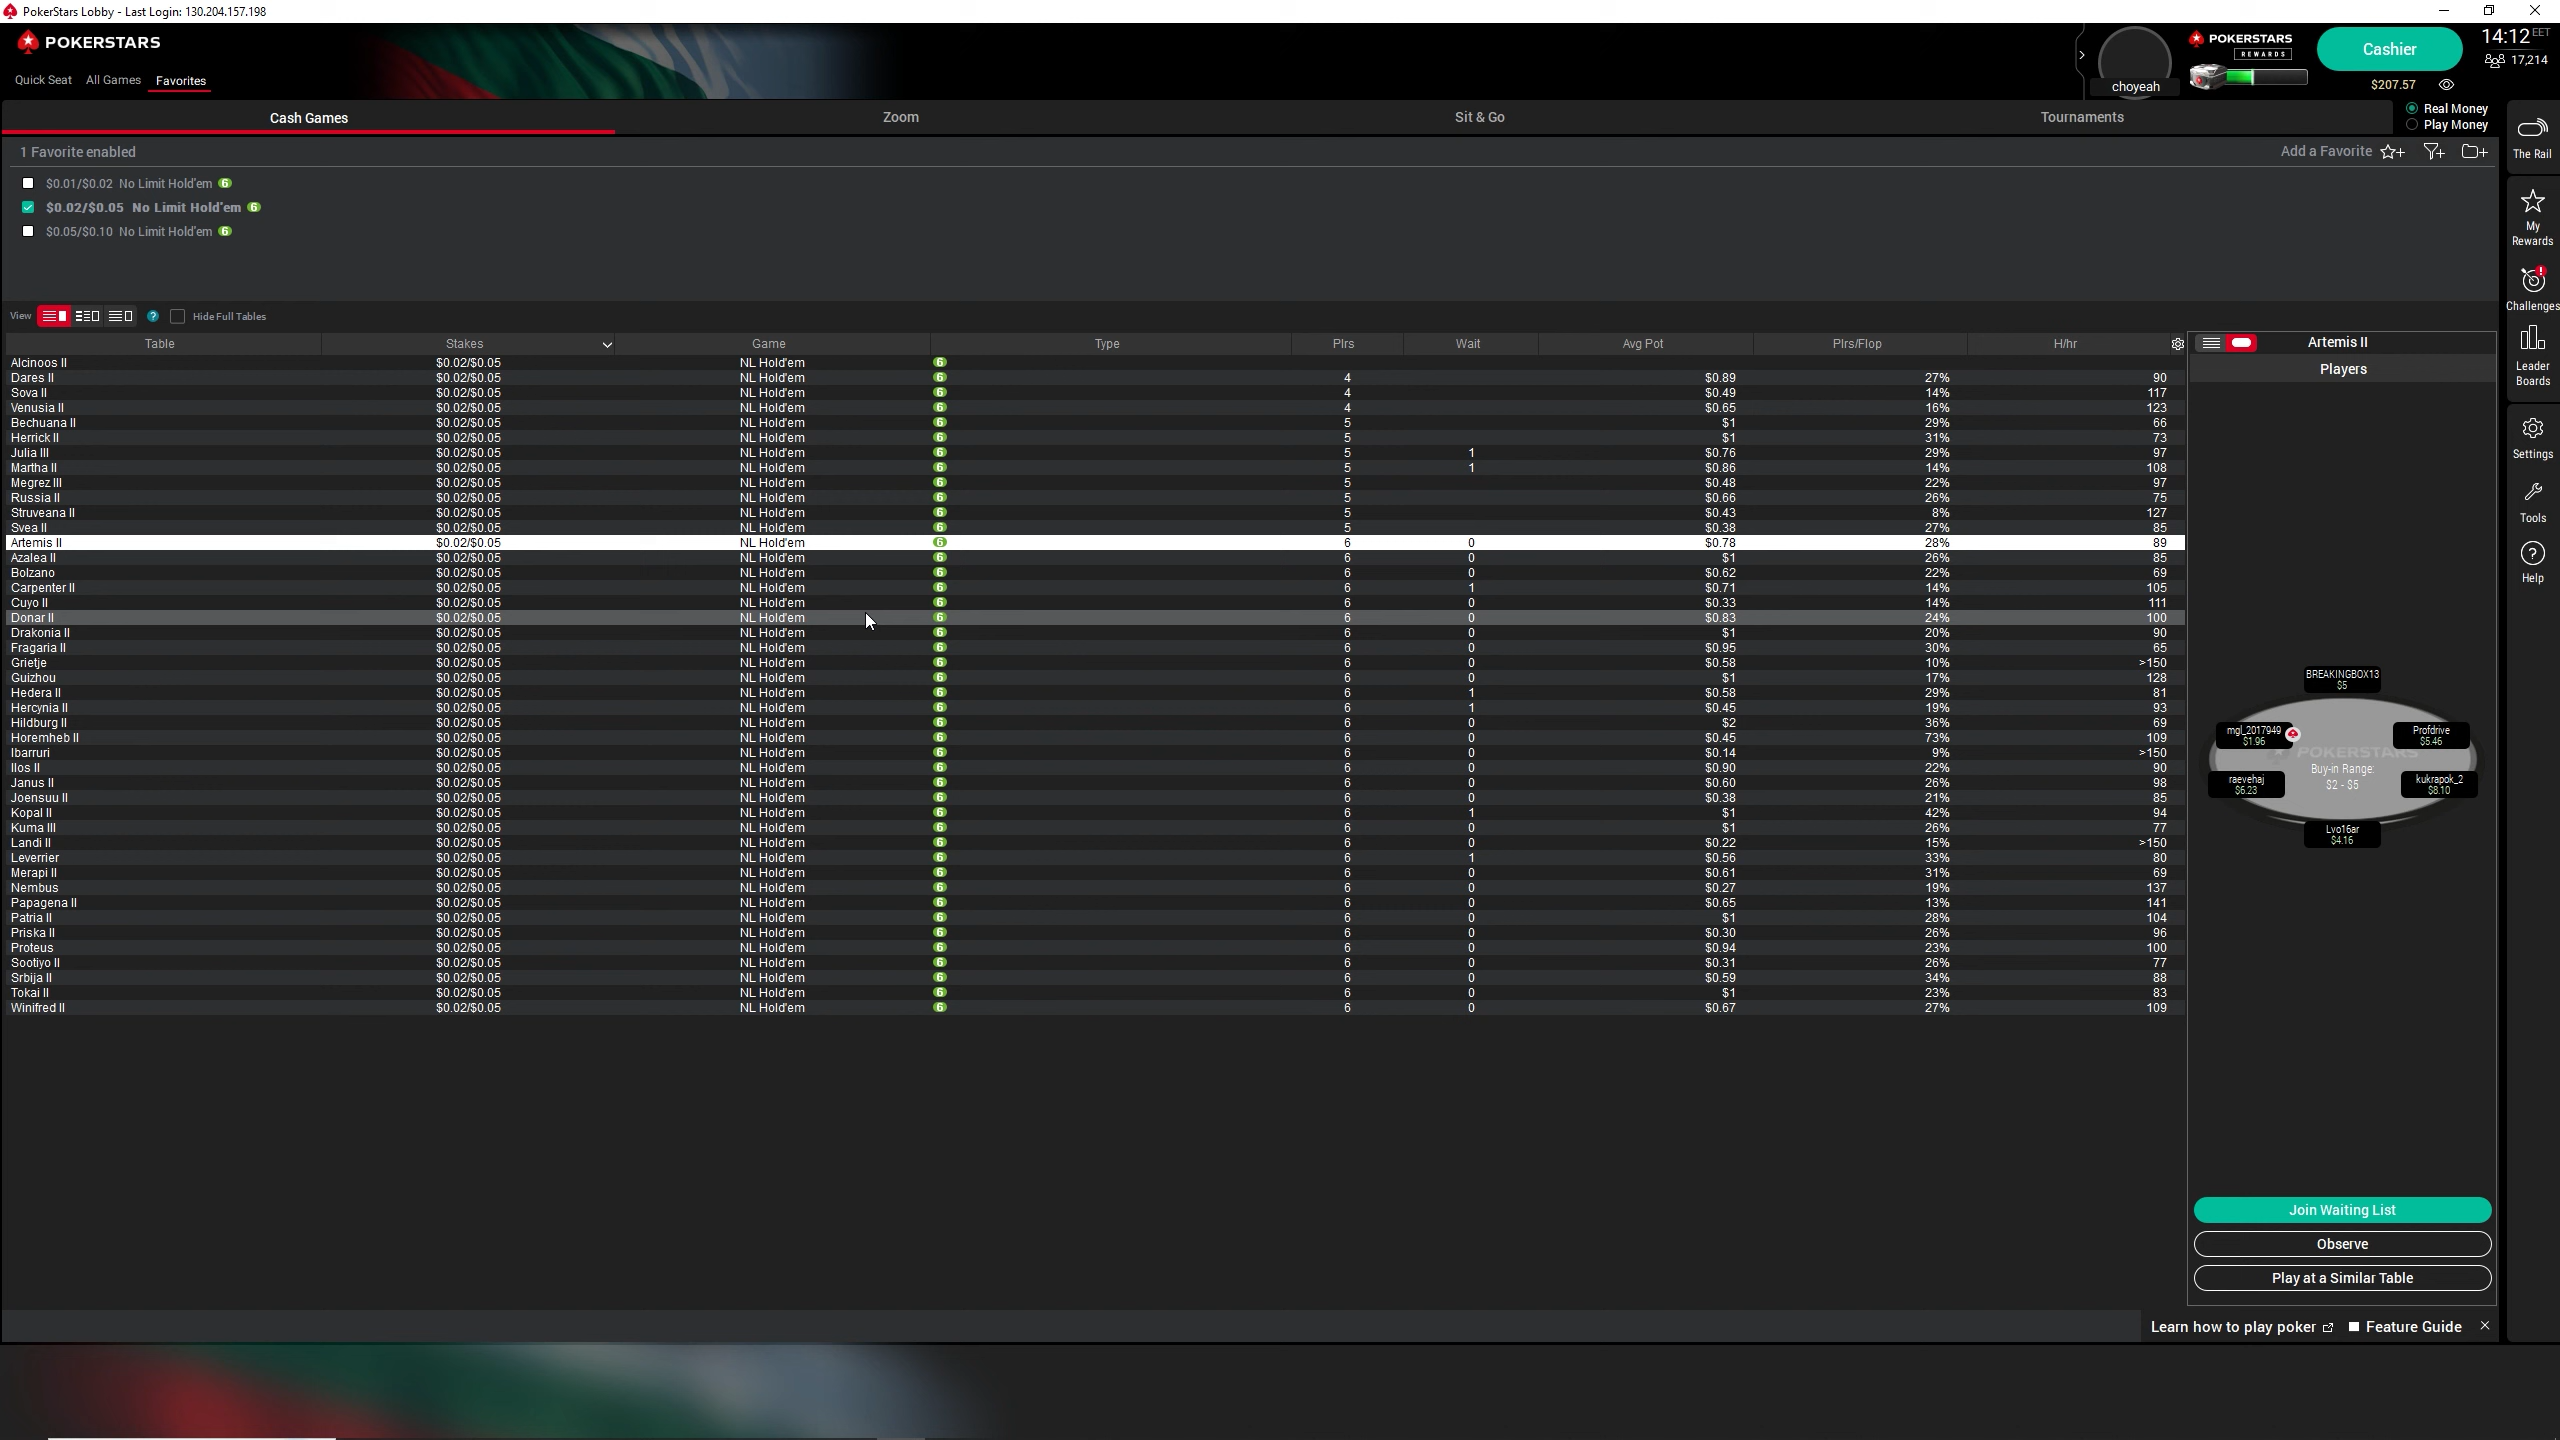 PokerStars Lobby - Last Login: 130.204.157.198
POKERSTARS
Quick Seat All Games Favorites
choyeah
POKERSTARS
REWARDS
Cashier
$207.57
14:12 EET
17,214
Cash Games Zoom Sit & Go Tournaments
Real Money
Play Money
1 Favorite enabled
Add a Favorite
$0.01/$0.02 No Limit Hold'em 6
$0.02/$0.05 No Limit Hold'em 6
$0.05/$0.10 No Limit Hold'em 6
View ? Hide Full Tables
Table Stakes Game Type Plrs Wait Avg Pot Plrs/Flop H/hr
Alcinoos II $0.02/$0.05 NL Hold'em 6
Dares II $0.02/$0.05 NL Hold'em 6 4 $0.89 27% 90
Sova II $0.02/$0.05 NL Hold'em 6 4 $0.49 14% 117
Venusia II $0.02/$0.05 NL Hold'em 6 4 $0.65 16% 123
Bechuana II $0.02/$0.05 NL Hold'em 6 5 $1 29% 66
Herrick II $0.02/$0.05 NL Hold'em 6 5 $1 31% 73
Julia III $0.02/$0.05 NL Hold'em 6 5 1 $0.76 29% 97
Martha II $0.02/$0.05 NL Hold'em 6 5 1 $0.86 14% 108
Megrez III $0.02/$0.05 NL Hold'em 6 5 $0.48 22% 97
Russia II $0.02/$0.05 NL Hold'em 6 5 $0.66 26% 75
Struveana II $0.02/$0.05 NL Hold'em 6 5 $0.43 8% 127
Svea II $0.02/$0.05 NL Hold'em 6 5 $0.38 27% 85
Artemis II $0.02/$0.05 NL Hold'em 6 6 0 $0.78 28% 89
Azalea II $0.02/$0.05 NL Hold'em 6 6 0 $1 26% 85
Bolzano $0.02/$0.05 NL Hold'em 6 6 0 $0.62 22% 69
Carpenter II $0.02/$0.05 NL Hold'em 6 6 1 $0.71 14% 105
Cuyo II $0.02/$0.05 NL Hold'em 6 6 0 $0.33 14% 111
Donar II $0.02/$0.05 NL Hold'em 6 6 0 $0.83 24% 100
Drakonia II $0.02/$0.05 NL Hold'em 6 6 0 $1 20% 90
Fragaria II $0.02/$0.05 NL Hold'em 6 6 0 $0.95 30% 65
Grietje $0.02/$0.05 NL Hold'em 6 6 0 $0.58 10% >150
Guizhou $0.02/$0.05 NL Hold'em 6 6 0 $1 17% 128
Hedera II $0.02/$0.05 NL Hold'em 6 6 1 $0.58 29% 81
Hercynia II $0.02/$0.05 NL Hold'em 6 6 1 $0.45 19% 93
Hildburg II $0.02/$0.05 NL Hold'em 6 6 0 $2 36% 69
Horemheb II $0.02/$0.05 NL Hold'em 6 6 0 $0.45 73% 109
Ibarruri $0.02/$0.05 NL Hold'em 6 6 0 $0.14 9% >150
Ilos II $0.02/$0.05 NL Hold'em 6 6 0 $0.90 22% 90
Janus II $0.02/$0.05 NL Hold'em 6 6 0 $0.60 26% 98
Joensuu II $0.02/$0.05 NL Hold'em 6 6 0 $0.38 21% 85
Kopal II $0.02/$0.05 NL Hold'em 6 6 1 $1 42% 94
Kuma III $0.02/$0.05 NL Hold'em 6 6 0 $1 26% 77
Landi II $0.02/$0.05 NL Hold'em 6 6 0 $0.22 15% >150
Leverrier $0.02/$0.05 NL Hold'em 6 6 1 $0.56 33% 80
Merapi II $0.02/$0.05 NL Hold'em 6 6 0 $0.61 31% 69
Nembus $0.02/$0.05 NL Hold'em 6 6 0 $0.27 19% 137
Papagena II $0.02/$0.05 NL Hold'em 6 6 0 $0.65 13% 141
Patria II $0.02/$0.05 NL Hold'em 6 6 0 $1 28% 104
Priska II $0.02/$0.05 NL Hold'em 6 6 0 $0.30 26% 96
Proteus $0.02/$0.05 NL Hold'em 6 6 0 $0.94 23% 100
Sootiyo II $0.02/$0.05 NL Hold'em 6 6 0 $0.31 26% 77
Srbija II $0.02/$0.05 NL Hold'em 6 6 0 $0.59 34% 88
Tokai II $0.02/$0.05 NL Hold'em 6 6 0 $1 23% 83
Winifred II $0.02/$0.05 NL Hold'em 6 6 0 $0.67 27% 109
Artemis II
Players
BREAKINGBOX13
$5
mgl_2017949
$1.96
Profdrive
$5.46
POKERSTARS
Buy-in Range:
$2 - $5
raevehaj
$6.23
kukrapok_2
$8.10
Lvo16ar
$4.16
Join Waiting List
Observe
Play at a Similar Table
Learn how to play poker Feature Guide
The Rail
My
Rewards
!
Challenges
Leader
Boards
Settings
Tools
?
Help